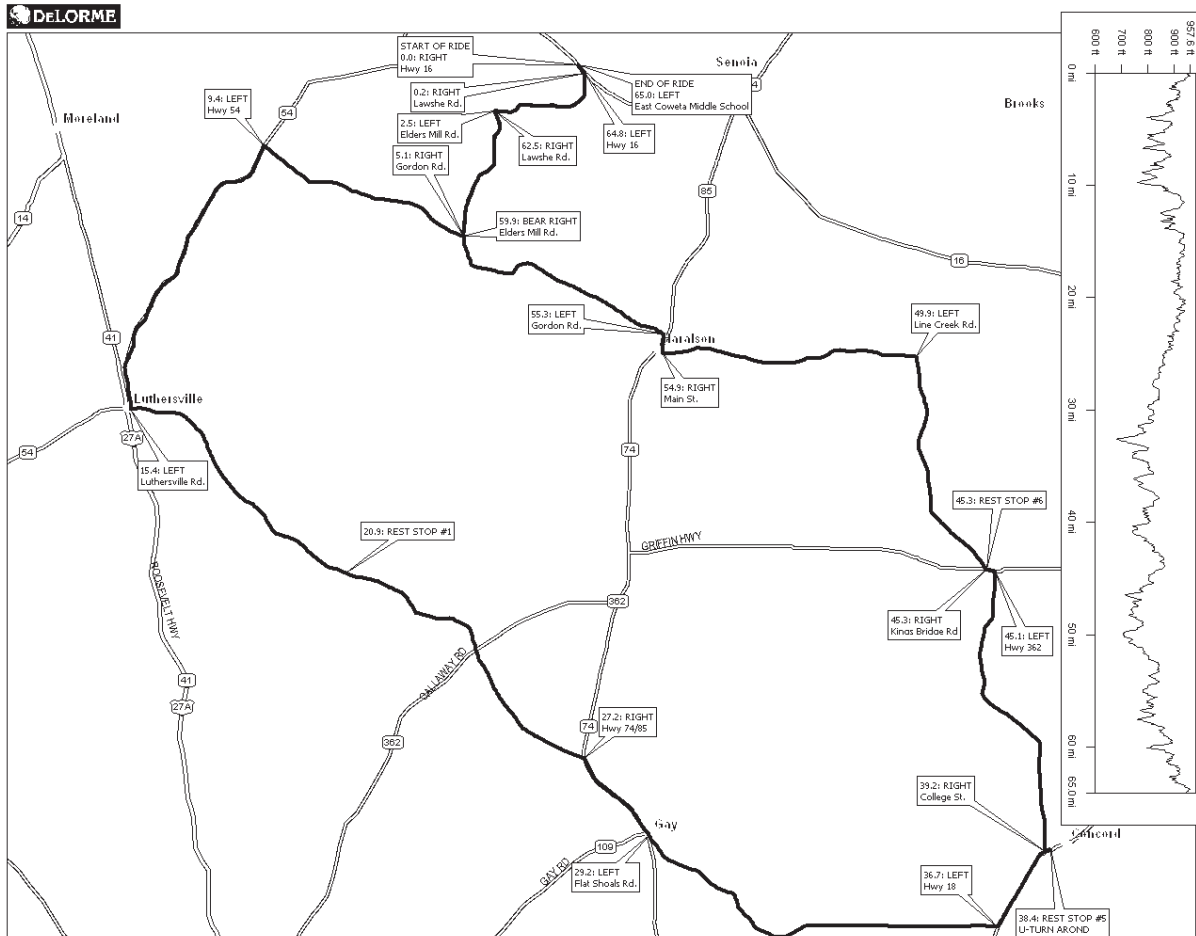 DELORME
START OF RIDE
0.0: RIGHT
Hwy 16
0.2: RIGHT
Lawshe Rd.
END OF RIDE
65.0: LEFT
East Coweta Middle School
Senoia
Brooks
Moreland
9.4: LEFT
Hwy 54
54
2.5: LEFT
Elders Mill Rd.
62.5: RIGHT
Lawshe Rd.
64.8: LEFT
Hwy 16
4
5.1: RIGHT
Gordon Rd.
59.9: BEAR RIGHT
Elders Mill Rd.
14
85
16
55.3: LEFT
Gordon Rd.
Haralson
49.9: LEFT
Line Creek Rd.
41
54.9: RIGHT
Main St.
Luthersville
27A
54
15.4: LEFT
Luthersville Rd.
74
20.9: REST STOP #1
45.3: REST STOP #6
GRIFFIN HWY
ROOSEVELT HWY
362
45.3: RIGHT
Kings Bridge Rd
45.1: LEFT
Hwy 362
CALLAWAY RD
41
27A
362
74
27.2: RIGHT
Hwy 74/85
39.2: RIGHT
College St.
Concord
Gay
109
GAY RD
29.2: LEFT
Flat Shoals Rd.
36.7: LEFT
Hwy 18
38.4: REST STOP #5
U-TURN AROND
600 ft
700 ft
800 ft
900 ft
957.6 ft
0 mi
10 mi
20 mi
30 mi
40 mi
50 mi
60 mi
65.0 mi